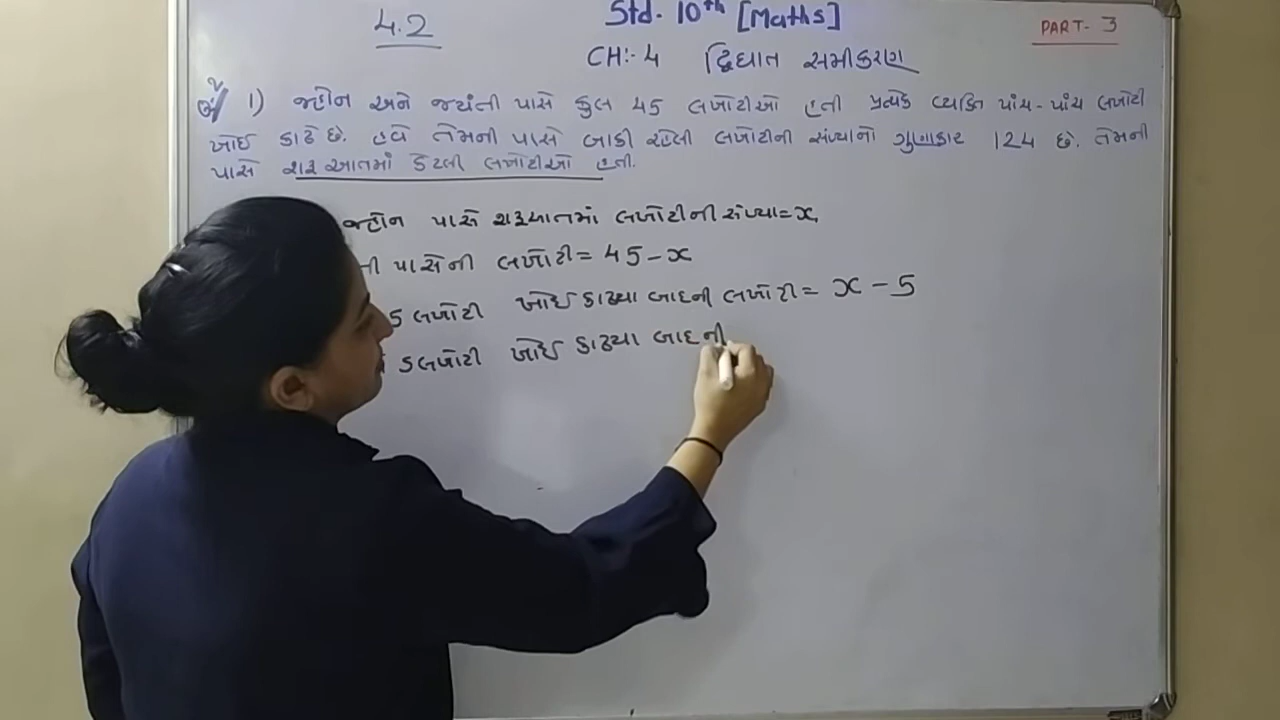 4.2
Std. 10th [Maths]
PART- 3
CH:- 4 દ્વિઘાત સમીકરણ
1) જ્હોન અને જયંતી પાસે કુલ 45 લખોટીઓ હતી પ્રત્યેક વ્યક્તિ પાંચ-પાંચ લખોટી
ખોઈ કાઢે છે. હવે તેમની પાસે બાકી રહેલી લખોટીની સંખ્યાનો ગુણાકાર 124 છે. તેમની
પાસે શરૂઆતમાં કેટલી લખોટીઓ હતી.
જ્હોન પાસે શરૂઆતમાં લખોટીની સંખ્યા = x
પાસેની લખોટી = 45 - x
5 લખોટી ખોઈ કાઢ્યા બાદની લખોટી = x - 5
5 લખોટી ખોઈ કાઢ્યા બાદની